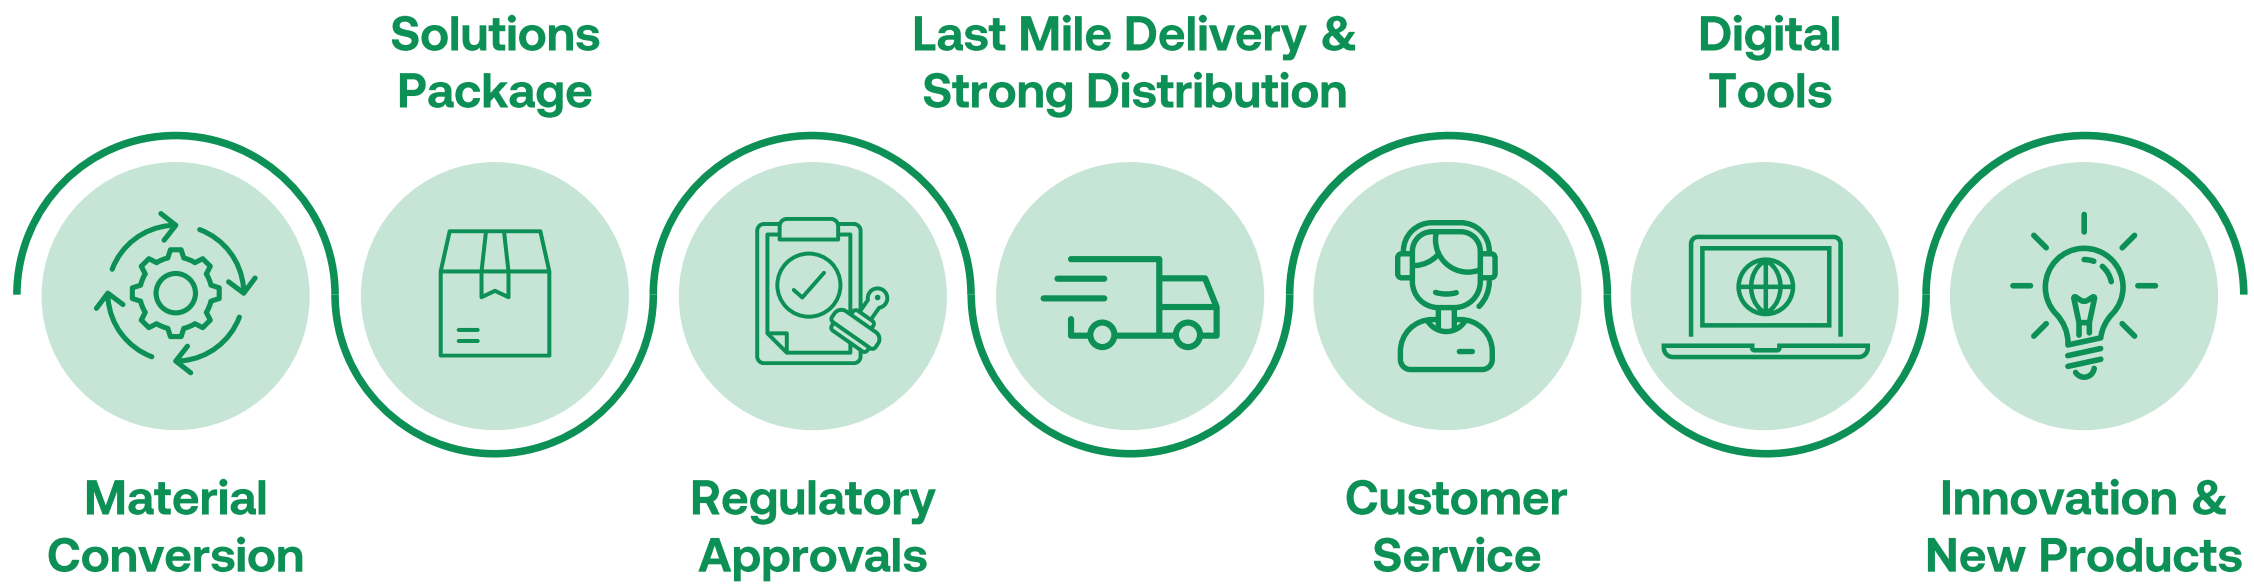 Solutions
Package
Last Mile Delivery &
Strong Distribution
Digital
Tools
Material
Conversion
Regulatory
Approvals
Customer
Service
Innovation &
New Products